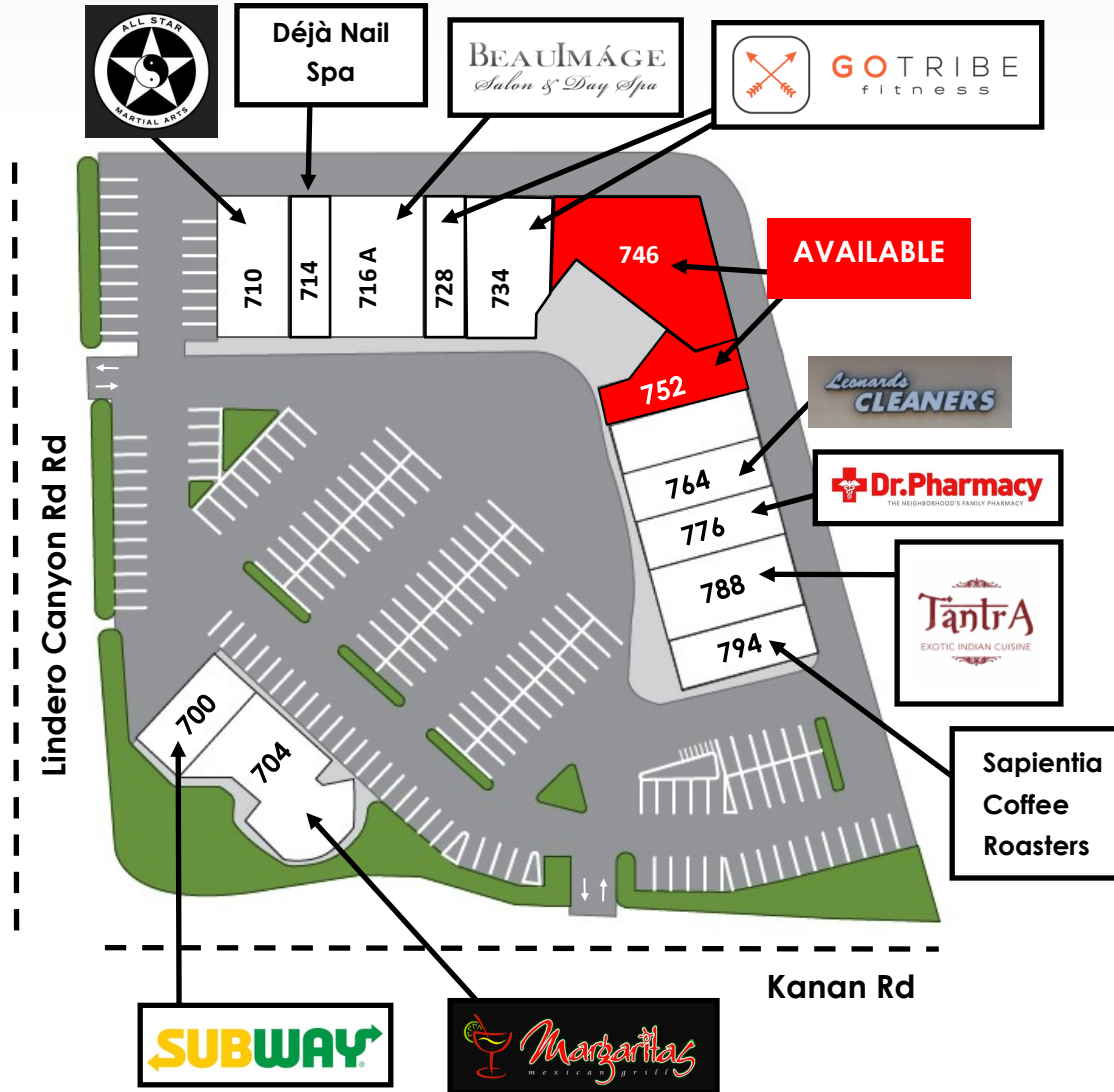 ALL STAR
MARTIAL ARTS
Déjà Nail
Spa
BEAUIMÁGE
Salon & Day Spa
GOTRIBE
fitness
710
714
716 A
728
734
746
AVAILABLE
752
Leonards
CLEANERS
764
Dr.Pharmacy
THE NEIGHBORHOOD'S FAMILY PHARMACY
776
788
TantrA
EXOTIC INDIAN CUISINE
794
Sapientia
Coffee
Roasters
Lindero Canyon Rd Rd
700
704
Kanan Rd
SUBWAY
Margaritas
mexican grill